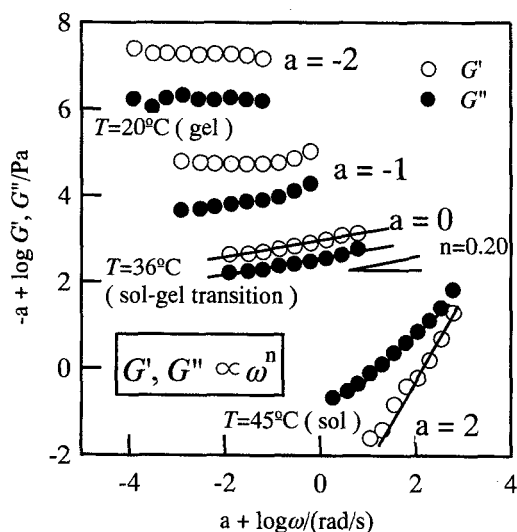 8
6
4
2
0
-2
-4
-2
0
2
4
-a + log G', G''/Pa
a + logω/(rad/s)
a = -2
G'
G''
T=20ºC ( gel )
a = -1
a = 0
n=0.20
T=36ºC
( sol-gel transition )
G', G'' ∝ ωⁿ
T=45ºC ( sol )
a = 2